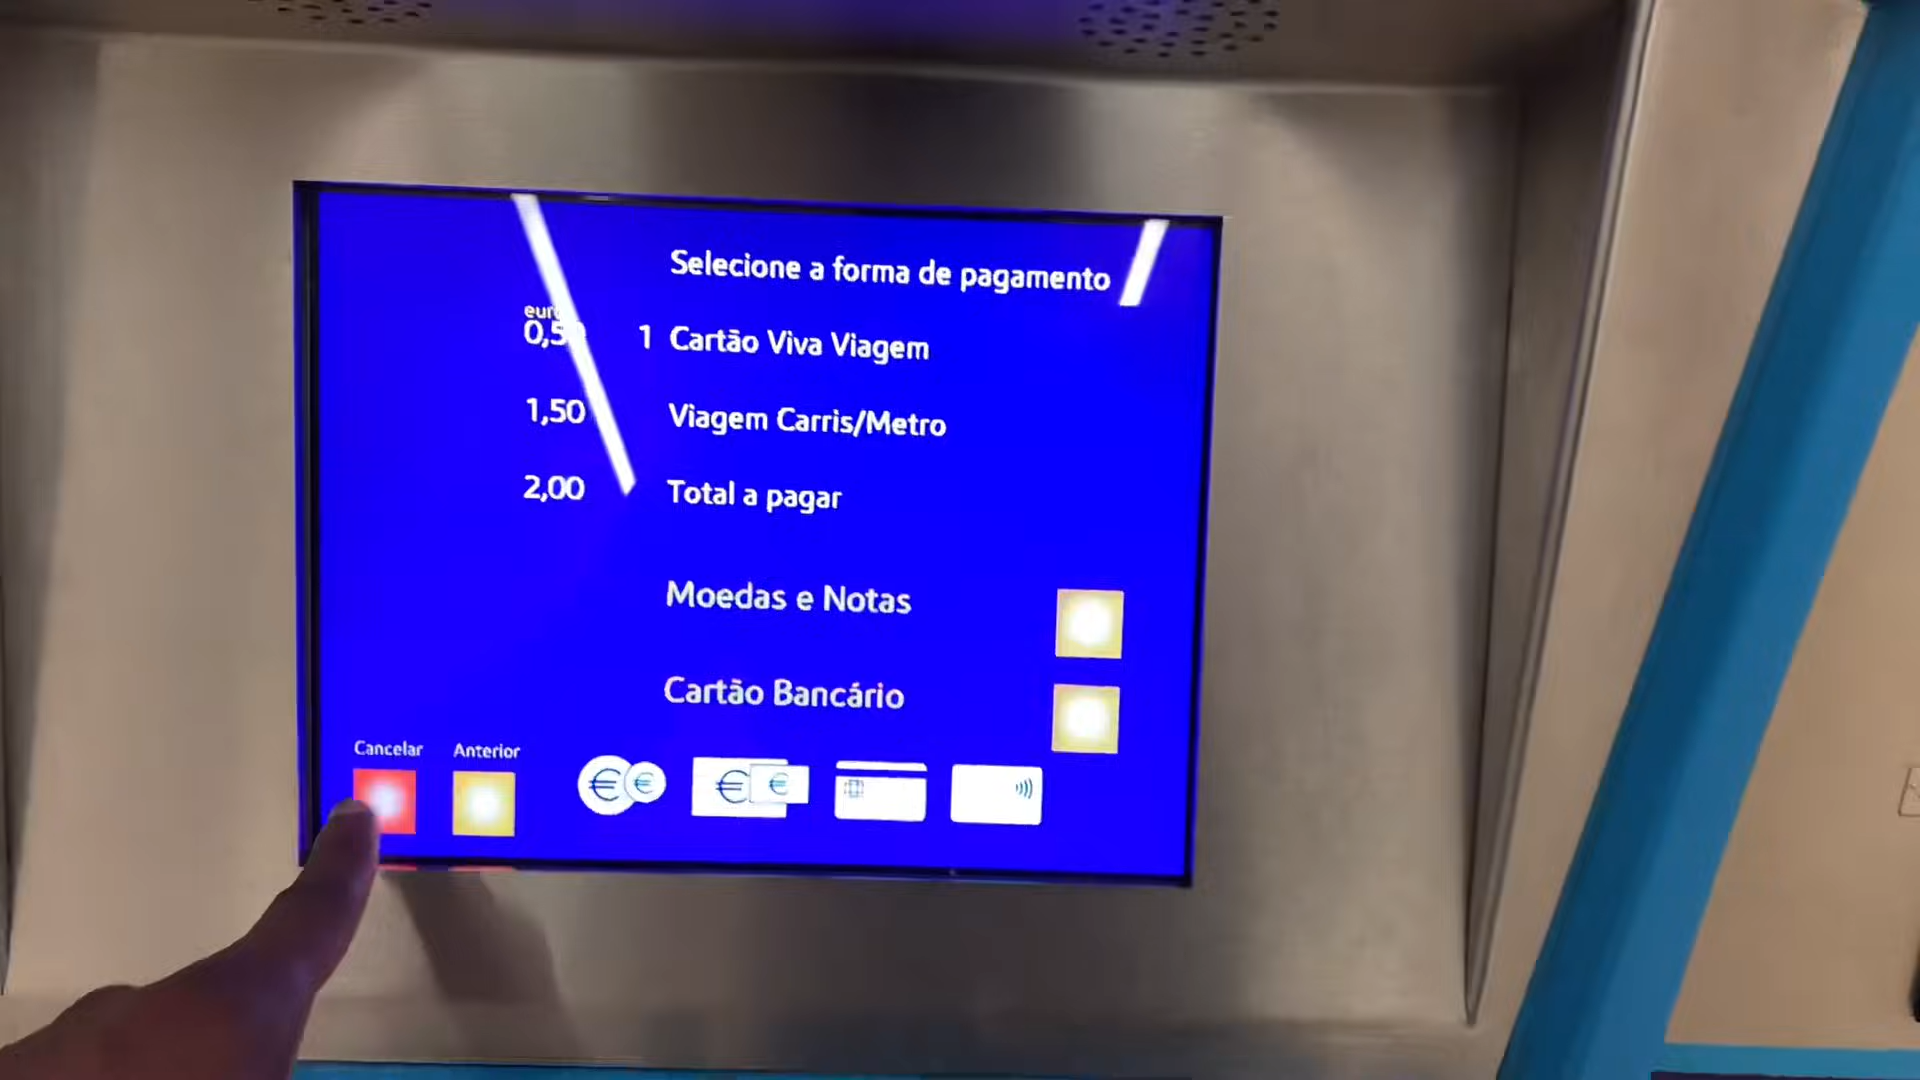 Selecione a forma de pagamento
1 Cartão Viva Viagem
1,50 Viagem Carris/Metro
2,00 Total a pagar
Moedas e Notas
Cartão Bancário
Cancelar Anterior
€ € € €